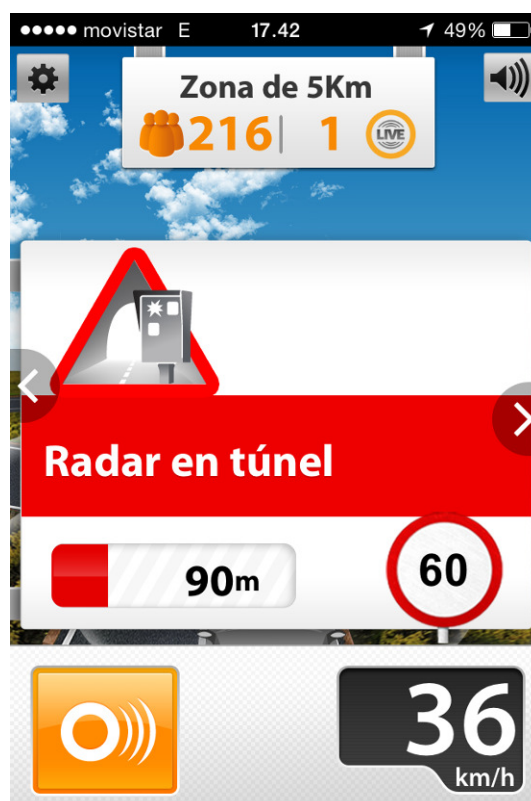 movistar E 17.42 49%
Zona de 5Km
216 | 1 LIVE
Radar en túnel
90m
60
36
km/h